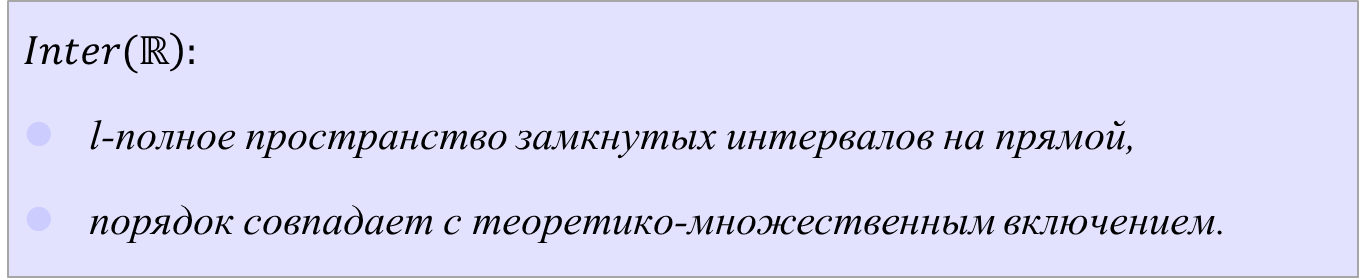 Inter(ℝ):
l-полное пространство замкнутых интервалов на прямой,
порядок совпадает с теоретико-множественным включением.